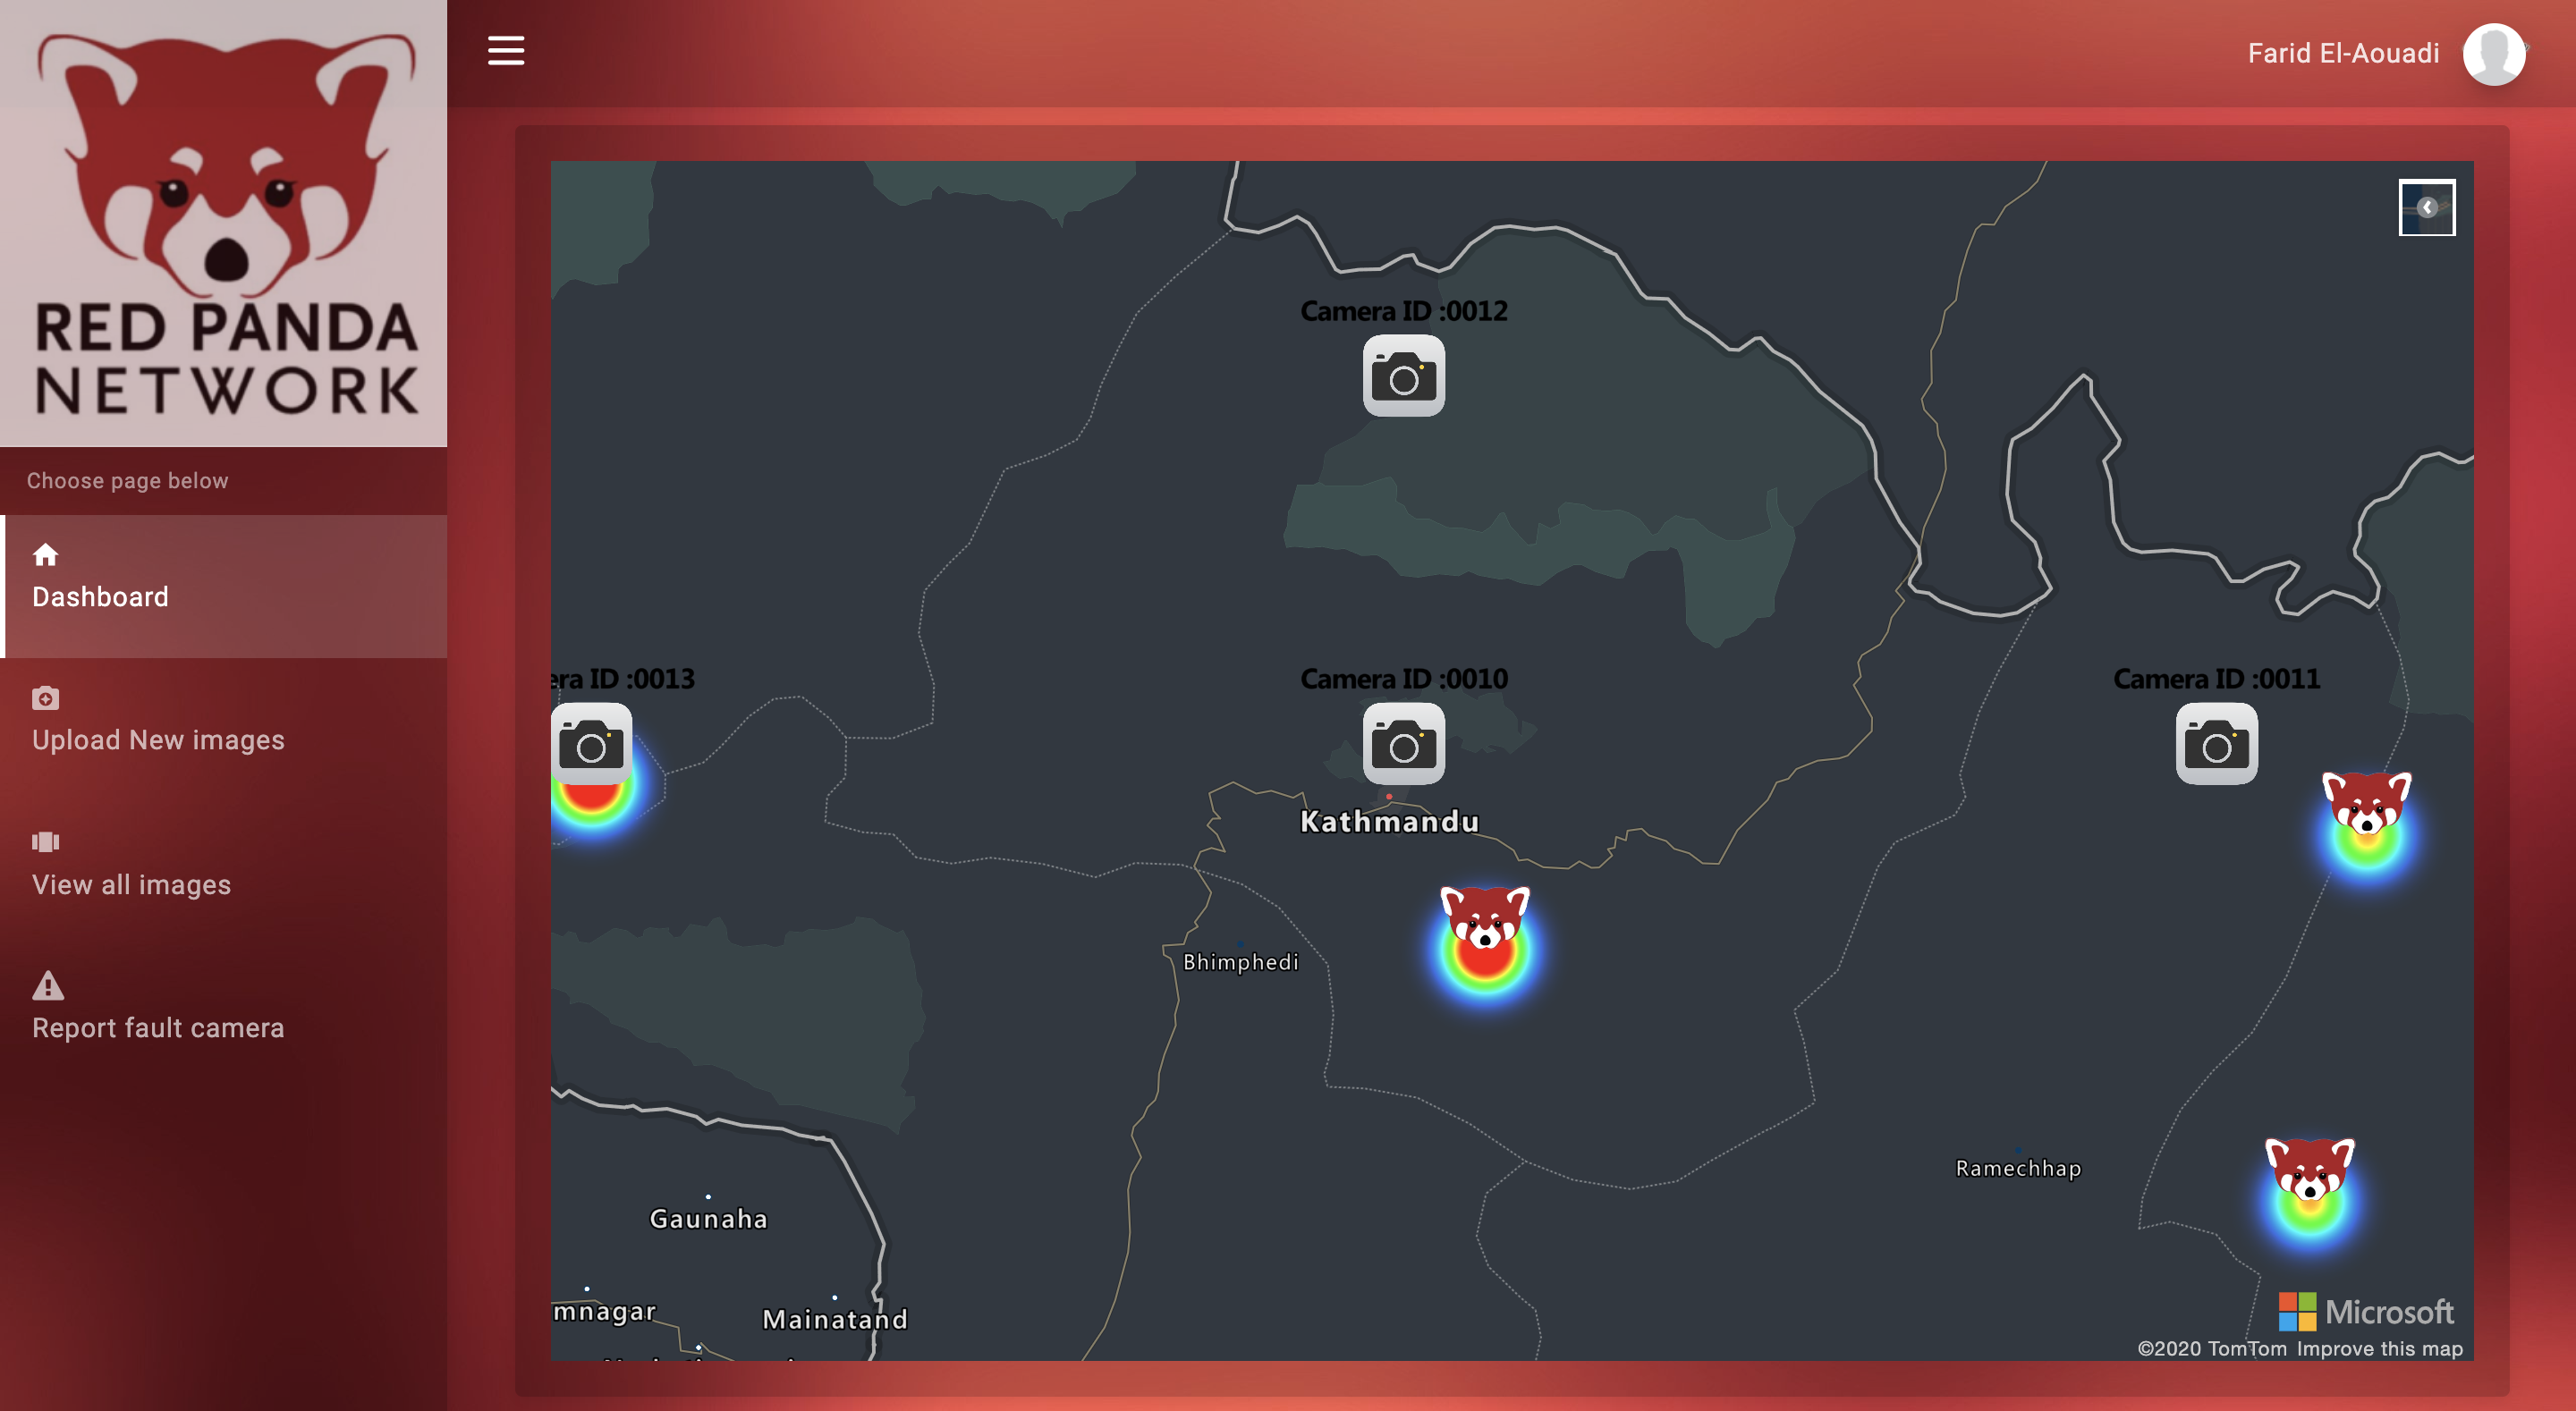 RED PANDA
NETWORK
Choose page below
Dashboard
Upload New images
View all images
Report fault camera
Farid El-Aouadi
Camera ID :0012
era ID :0013
Camera ID :0010
Camera ID :0011
Kathmandu
Bhimphedi
Ramechhap
Gaunaha
mnagar
Mainatand
Microsoft
©2020 TomTom Improve this map